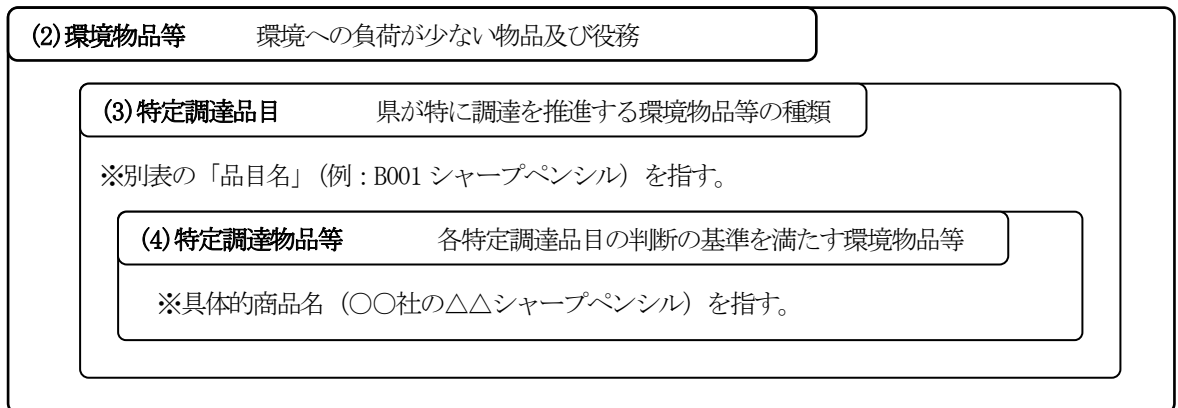 (2)環境物品等　　環境への負荷が少ない物品及び役務
(3)特定調達品目　　県が特に調達を推進する環境物品等の種類
※別表の「品目名」(例：B001 シャープペンシル）を指す。
(4)特定調達物品等　　各特定調達品目の判断の基準を満たす環境物品等
※具体的商品名（○○社の△△シャープペンシル）を指す。